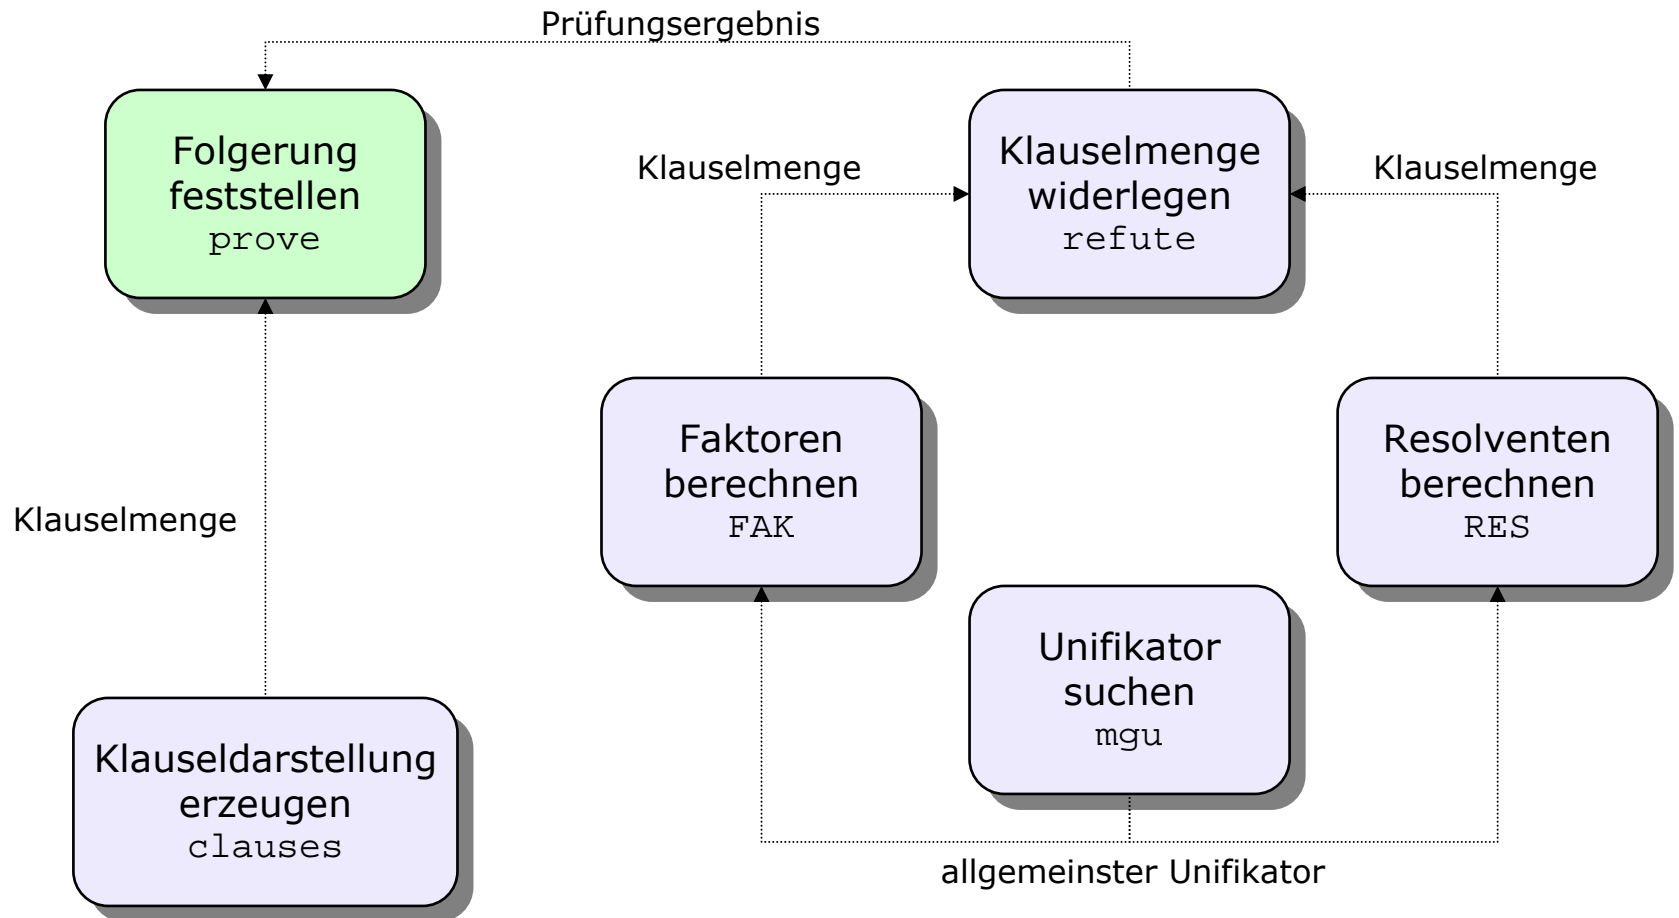 Prüfungsergebnis
Folgerung
feststellen
prove
Klauselmenge
Klauselmenge
widerlegen
refute
Klauselmenge
Faktoren
berechnen
FAK
Resolventen
berechnen
RES
Klauselmenge
Unifikator
suchen
mgu
Klauseldarstellung
erzeugen
clauses
allgemeinster Unifikator